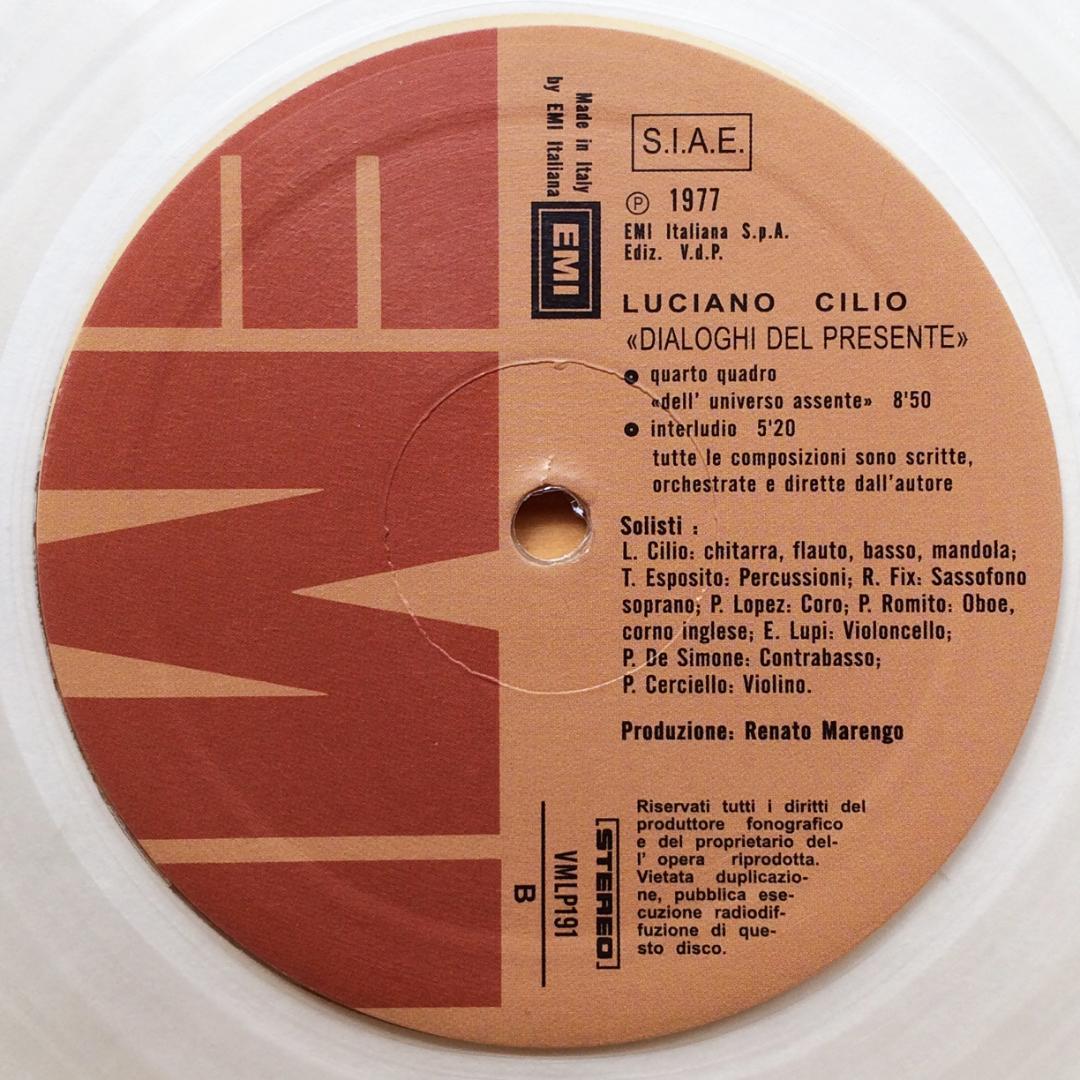 Made in Italy
by EMI Italiana
EMI
S.I.A.E.
Ⓟ 1977
EMI Italiana S.p.A.
Ediz. V.d.P.
LUCIANO CILIO
«DIALOGHI DEL PRESENTE»
quarto quadro
«dell' universo assente» 8'50
interludio 5'20
tutte le composizioni sono scritte,
orchestrate e dirette dall'autore
Solisti :
L. Cilio: chitarra, flauto, basso, mandola;
T. Esposito: Percussioni; R. Fix: Sassofono
soprano; P. Lopez: Coro; P. Romito: Oboe,
corno inglese; E. Lupi: Violoncello;
P. De Simone: Contrabasso;
P. Cerciello: Violino.
Produzione: Renato Marengo
Riservati tutti i diritti del
produttore fonografico
e del proprietario del-
l' opera riprodotta.
Vietata duplicazio-
ne, pubblica ese-
cuzione radiodif-
fuzione di que-
sto disco.
STEREO
VMLP191
B
EMI